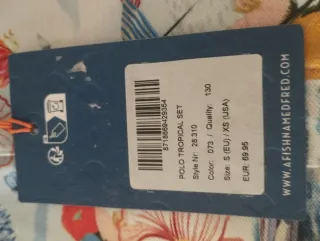 8718669429354
POLO TROPICAL SET
Style Nr: 28.310
Color: 073 / Quality: 130
Size: S (EU) / XS (USA)
EUR: 69.95
WWW.AFISHNAMEDFRED.COM